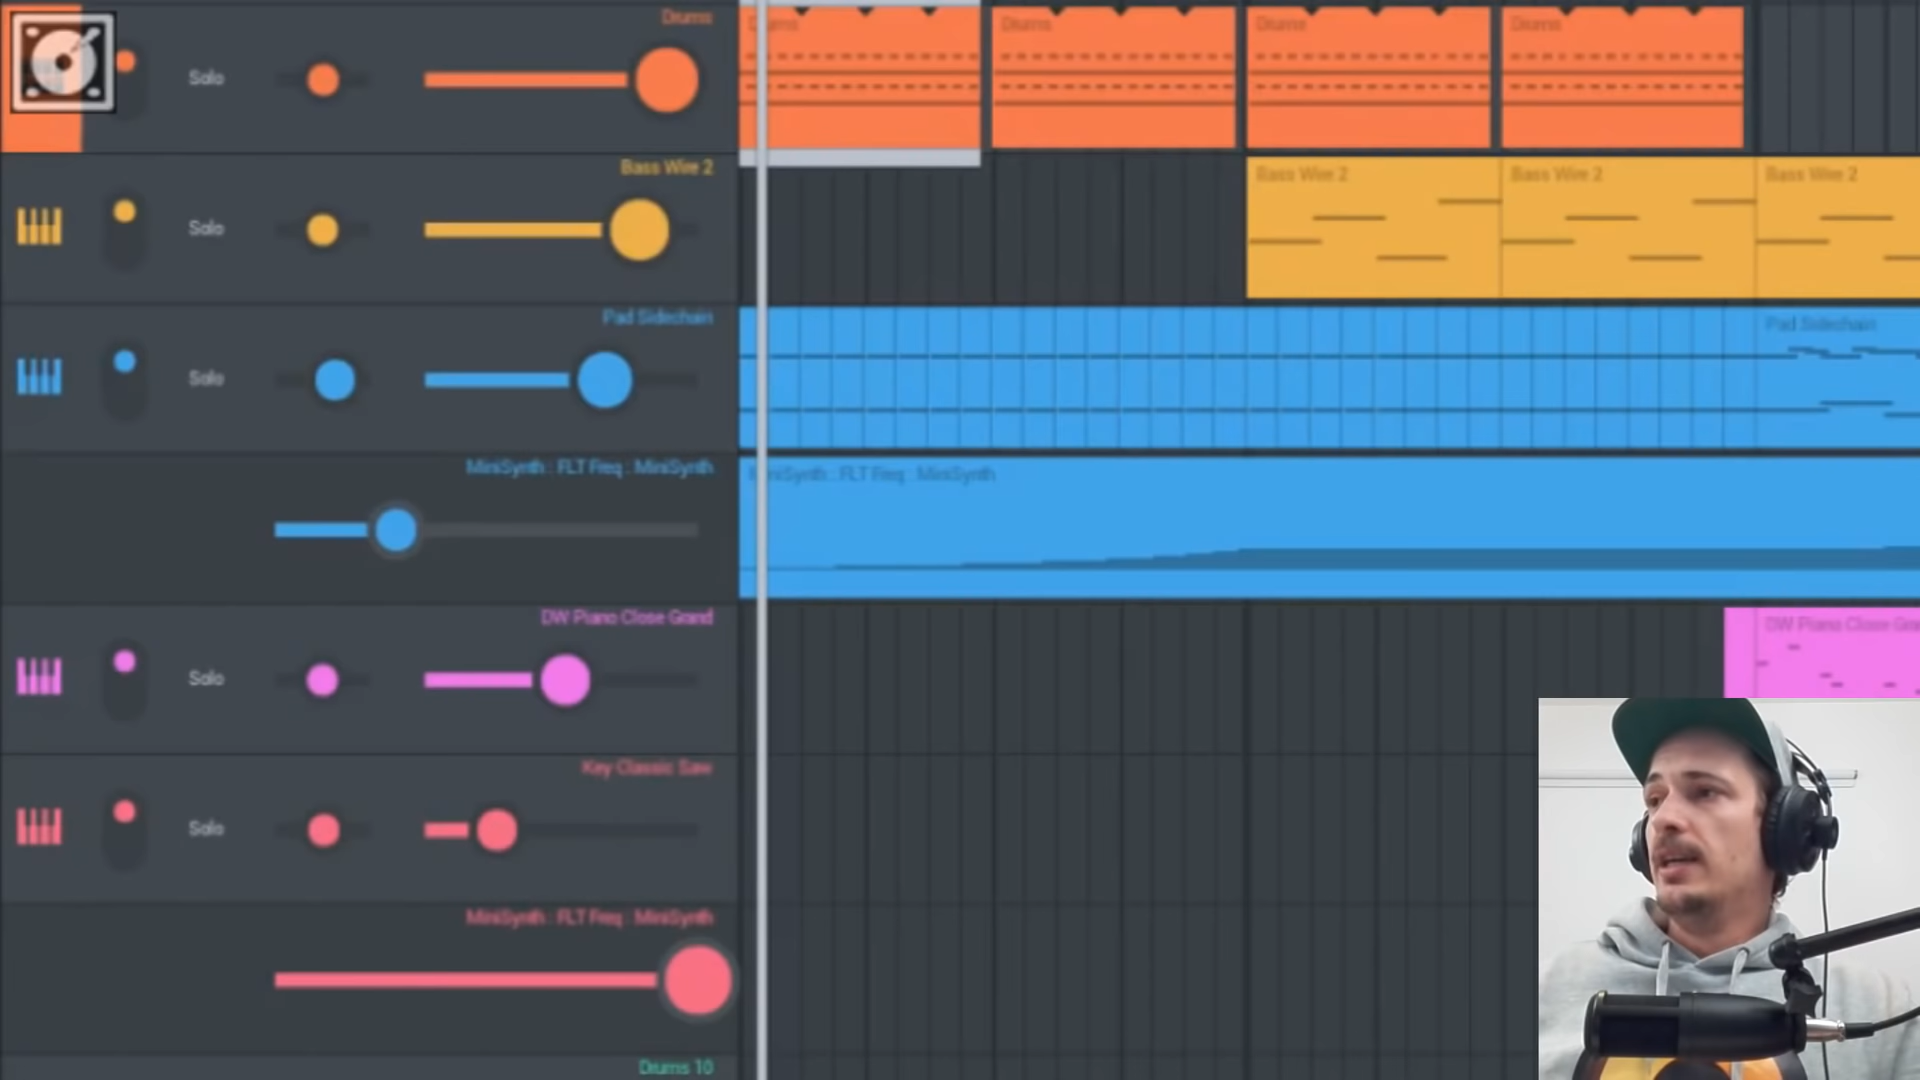 Drums
Solo
Drums
Drums
Drums
Drums
Bass Wire 2
Solo
Bass Wire 2
Bass Wire 2
Bass Wire 2
Pad Sidechain
Solo
Pad Sidechain
MiniSynth : FLT Freq : MiniSynth
MiniSynth : FLT Freq : MiniSynth
DW Piano Close Grand
Solo
DW Piano Close Gra
Key Classic Saw
Solo
MiniSynth : FLT Freq : MiniSynth
Drums 10